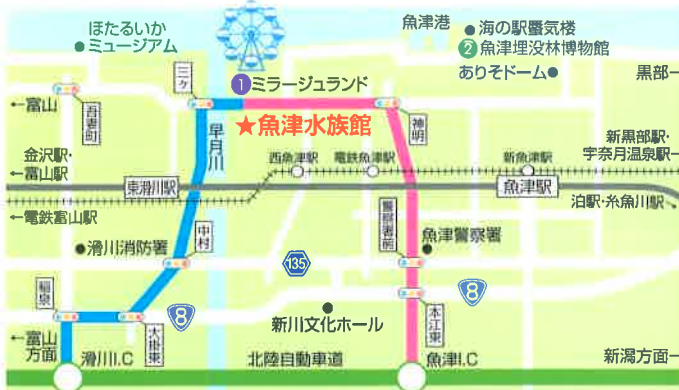 ほたるいか
ミュージアム
魚津港
海の駅蜃気楼
② 魚津埋没林博物館
ありそドーム
黒部→
三ケ
① ミラージュランド
←富山
吾妻町
★魚津水族館
早月川
神明
金沢駅・
←富山駅
西魚津駅
電鉄魚津駅
新魚津駅
新黒部駅・
宇奈月温泉駅→
東滑川駅
魚津駅
泊駅・糸魚川駅
←電鉄富山駅
中村
警察署前
滑川消防署
135
魚津警察署
稲泉
8
8
新川文化ホール
大掛東
本江東
←富山
方面
滑川I.C
北陸自動車道
魚津I.C
新潟方面→